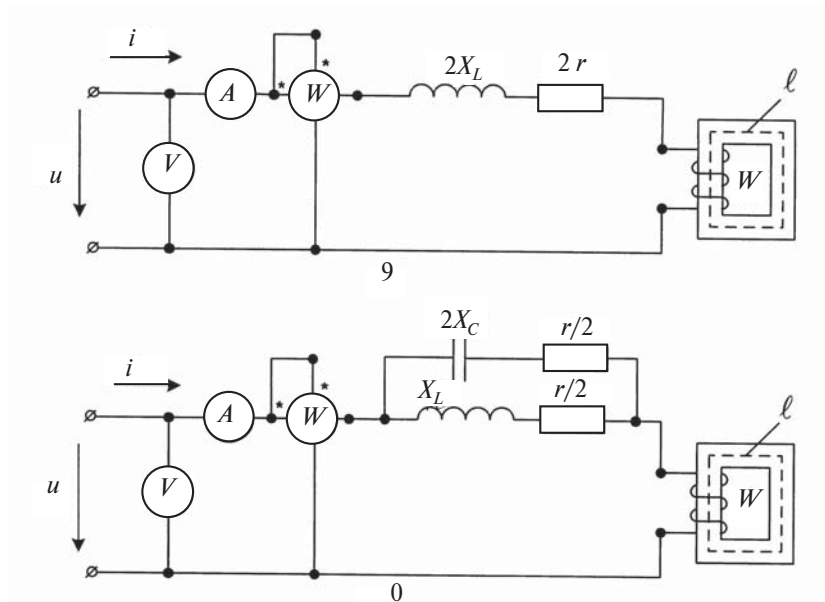 i
2X_L 2 r
A * * W ℓ
u V W
9
2X_C r/2
i
X_L r/2
A * * W ℓ
u V W
0